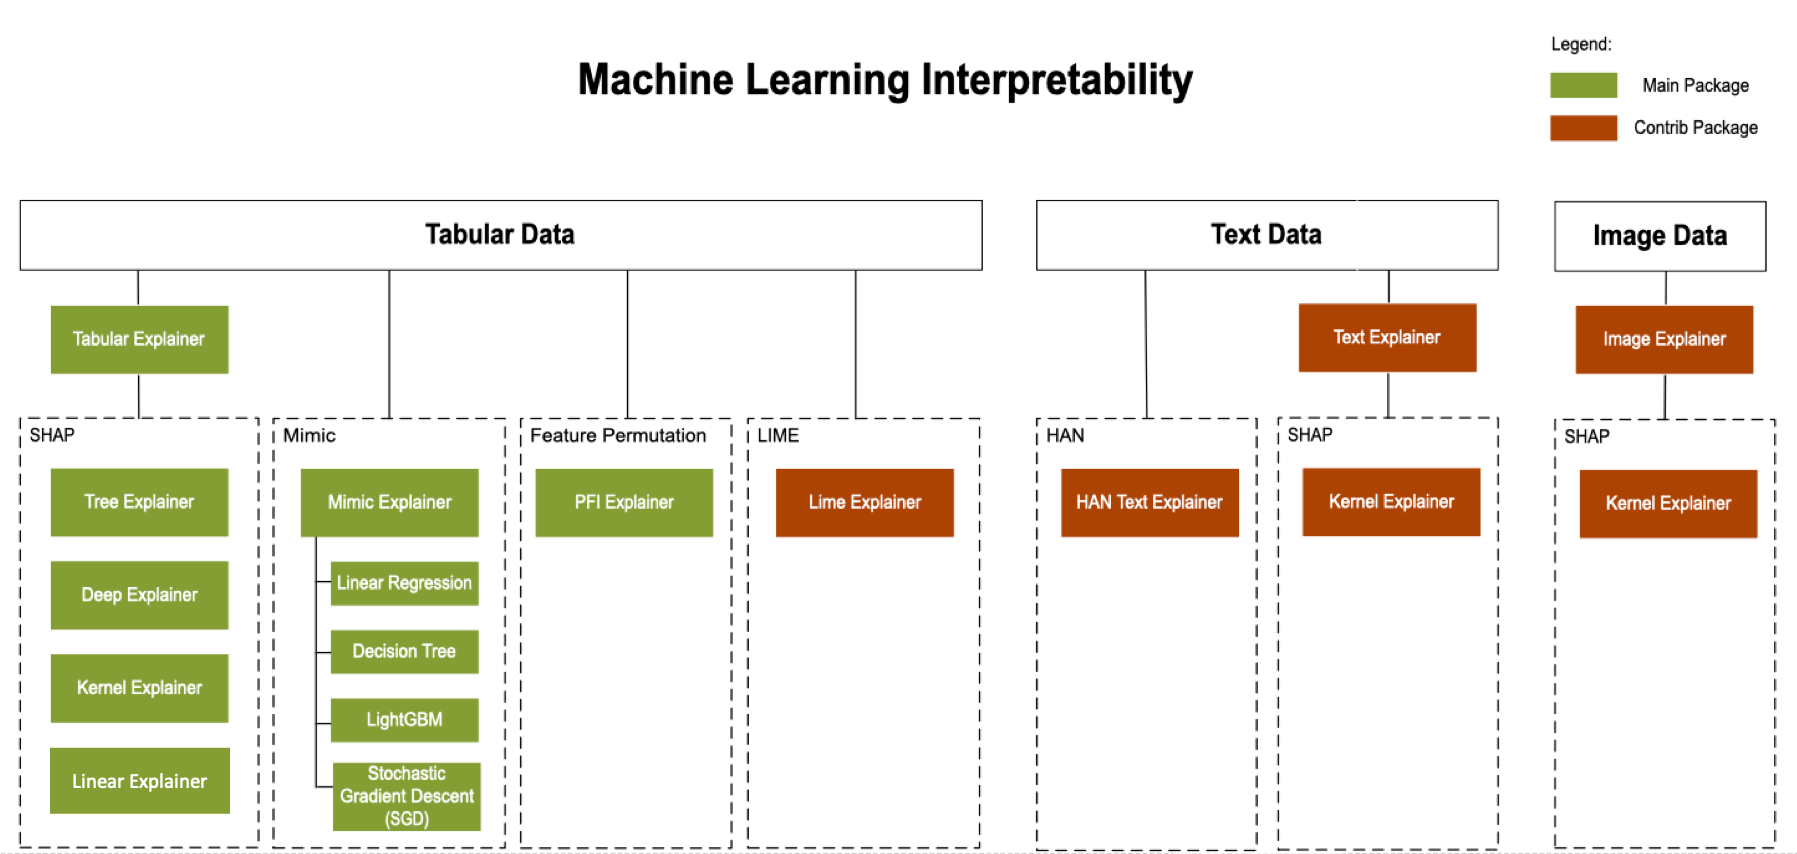 Machine Learning Interpretability
Legend:
Main Package
Contrib Package
Tabular Data
Text Data
Image Data
Tabular Explainer
Text Explainer
Image Explainer
SHAP
Tree Explainer
Deep Explainer
Kernel Explainer
Linear Explainer
Mimic
Mimic Explainer
Linear Regression
Decision Tree
LightGBM
Stochastic
Gradient Descent
(SGD)
Feature Permutation
PFI Explainer
LIME
Lime Explainer
HAN
HAN Text Explainer
SHAP
Kernel Explainer
SHAP
Kernel Explainer